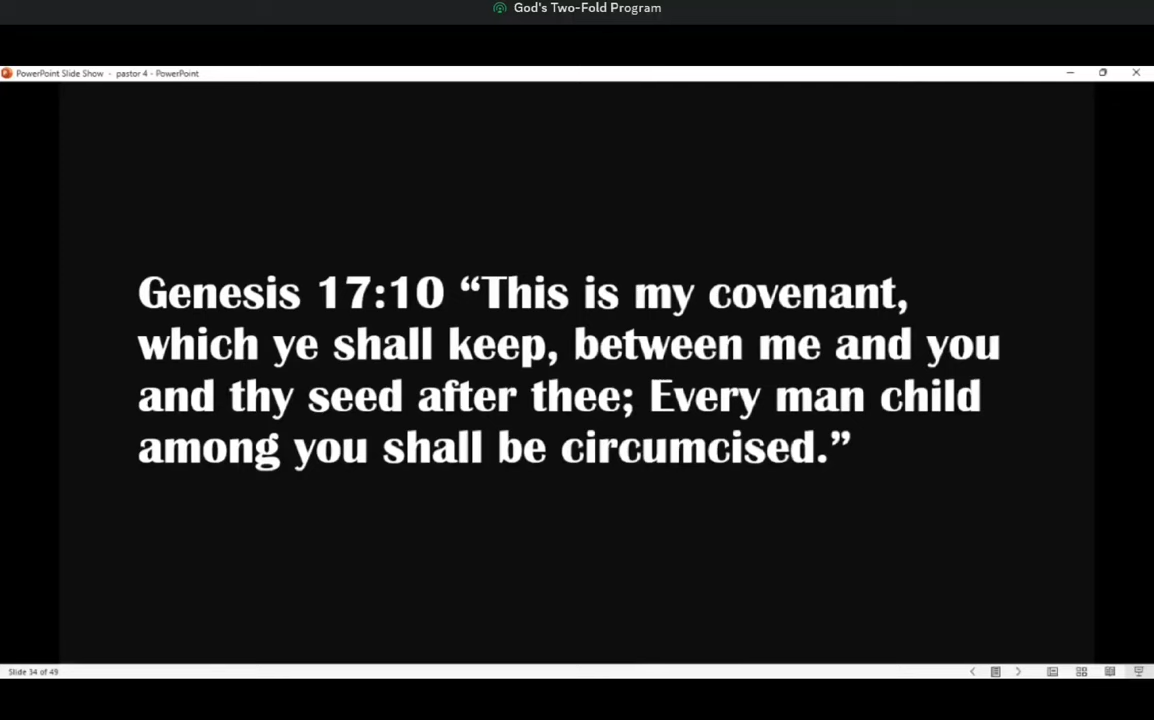 God's Two-Fold Program
PowerPoint Slide Show - pastor 4 - PowerPoint
Genesis 17:10 “This is my covenant,
which ye shall keep, between me and you
and thy seed after thee; Every man child
among you shall be circumcised.”
Slide 34 of 49